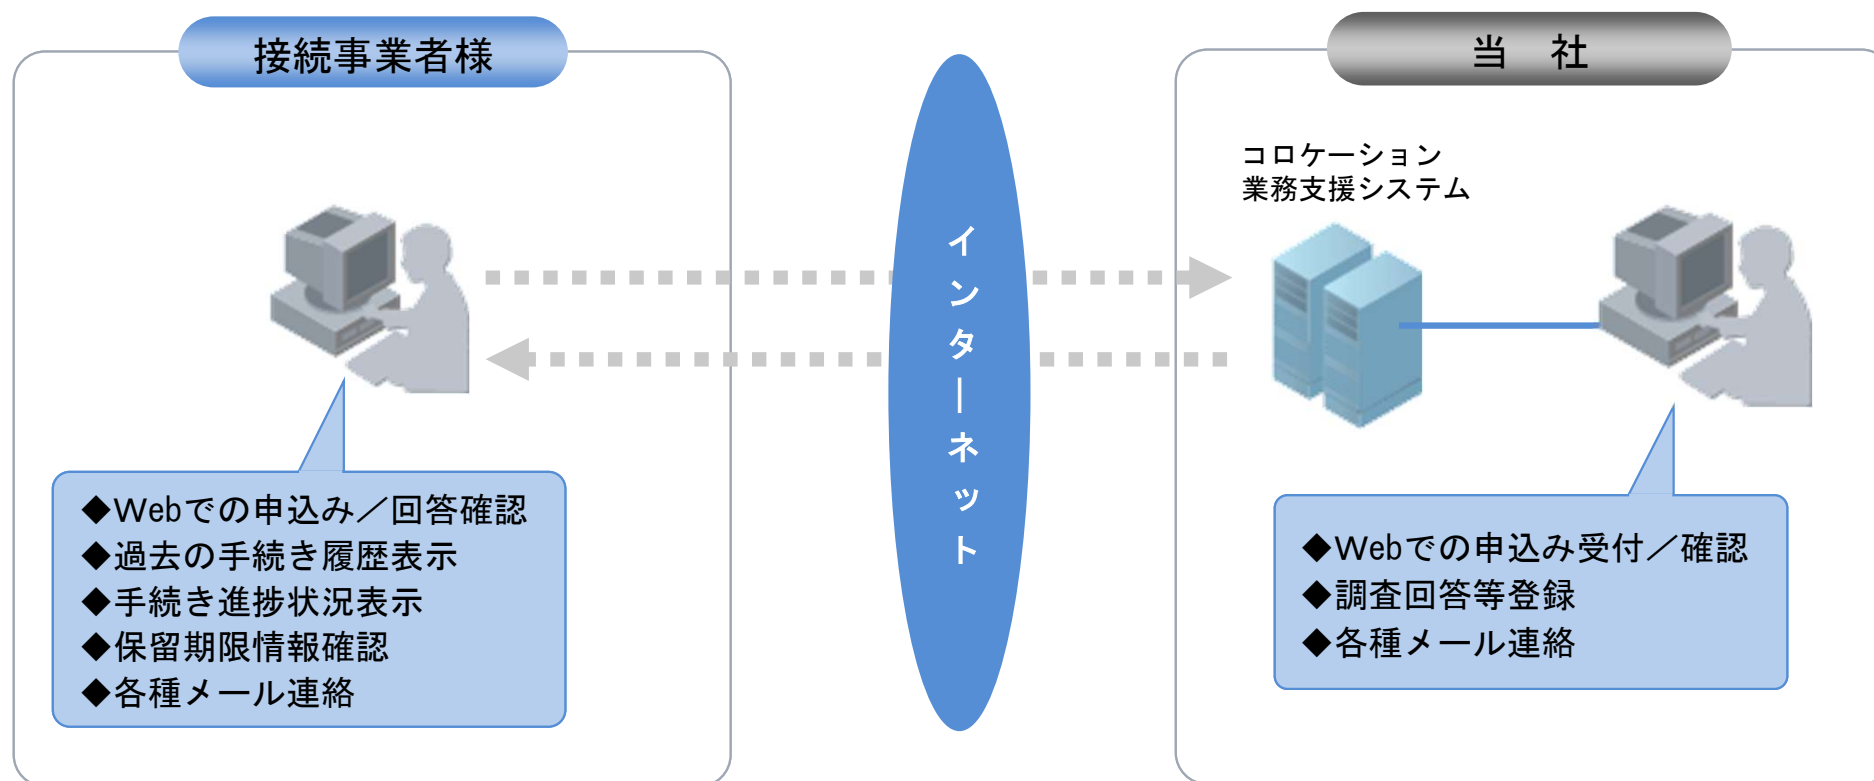 接続事業者様
◆Webでの申込み／回答確認
◆過去の手続き履歴表示
◆手続き進捗状況表示
◆保留期限情報確認
◆各種メール連絡
インターネット
当　社
コロケーション
業務支援システム
◆Webでの申込み受付／確認
◆調査回答等登録
◆各種メール連絡